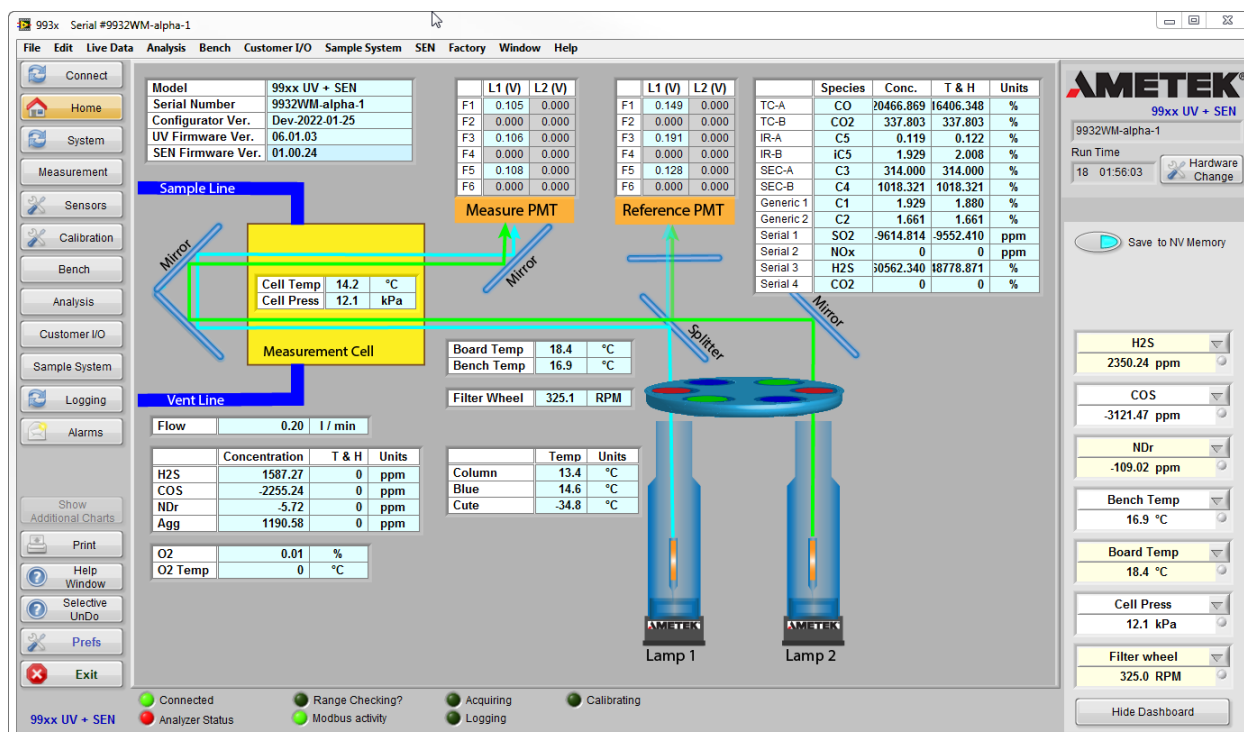 993x Serial #9932WM-alpha-1
File Edit Live Data Analysis Bench Customer I/O Sample System SEN Factory Window Help
Connect
Home
System
Measurement
Sensors
Calibration
Bench
Analysis
Customer I/O
Sample System
Logging
Alarms
Show
Additional Charts
Print
Help
Window
Selective
UnDo
Prefs
Exit
99xx UV + SEN
Model 99xx UV + SEN
Serial Number 9932WM-alpha-1
Configurator Ver. Dev-2022-01-25
UV Firmware Ver. 06.01.03
SEN Firmware Ver. 01.00.24
L1 (V) L2 (V)
F1 0.105 0.000
F2 0.000 0.000
F3 0.106 0.000
F4 0.000 0.000
F5 0.108 0.000
F6 0.000 0.000
Measure PMT
L1 (V) L2 (V)
F1 0.149 0.000
F2 0.000 0.000
F3 0.191 0.000
F4 0.000 0.000
F5 0.128 0.000
F6 0.000 0.000
Reference PMT
Species Conc. T & H Units
TC-A CO 20466.869 16406.348 %
TC-B CO2 337.803 337.803 %
IR-A C5 0.119 0.122 %
IR-B iC5 1.929 2.008 %
SEC-A C3 314.000 314.000 %
SEC-B C4 1018.321 1018.321 %
Generic 1 C1 1.929 1.880 %
Generic 2 C2 1.661 1.661 %
Serial 1 SO2 -9614.814 -9552.410 ppm
Serial 2 NOx 0 0 ppm
Serial 3 H2S %
Serial 4 CO2 0 0 %
Sample Line
Mirror
Mirror
Cell Temp 14.2 °C
Cell Press 12.1 kPa
Measurement Cell
Splitter
Mirror
Board Temp 18.4 °C
Bench Temp 16.9 °C
Filter Wheel 325.1 RPM
Vent Line
Flow 0.20 l / min
Concentration T & H Units
H2S 1587.27 0 ppm
COS -2255.24 0 ppm
NDr -5.72 0 ppm
Agg 1190.58 0 ppm
O2 0.01 %
O2 Temp 0 °C
Temp Units
Column 13.4 °C
Blue 14.6 °C
Cute -34.8 °C
AMETEK
AMETEK
Lamp 1
Lamp 2
Connected
Range Checking?
Acquiring
Calibrating
Analyzer Status
Modbus activity
Logging
AMETEK
99xx UV + SEN
9932WM-alpha-1
Run Time
18 01:56:03
Hardware
Change
Save to NV Memory
H2S
2350.24 ppm
COS
-3121.47 ppm
NDr
-109.02 ppm
Bench Temp
16.9 °C
Board Temp
18.4 °C
Cell Press
12.1 kPa
Filter wheel
325.0 RPM
Hide Dashboard